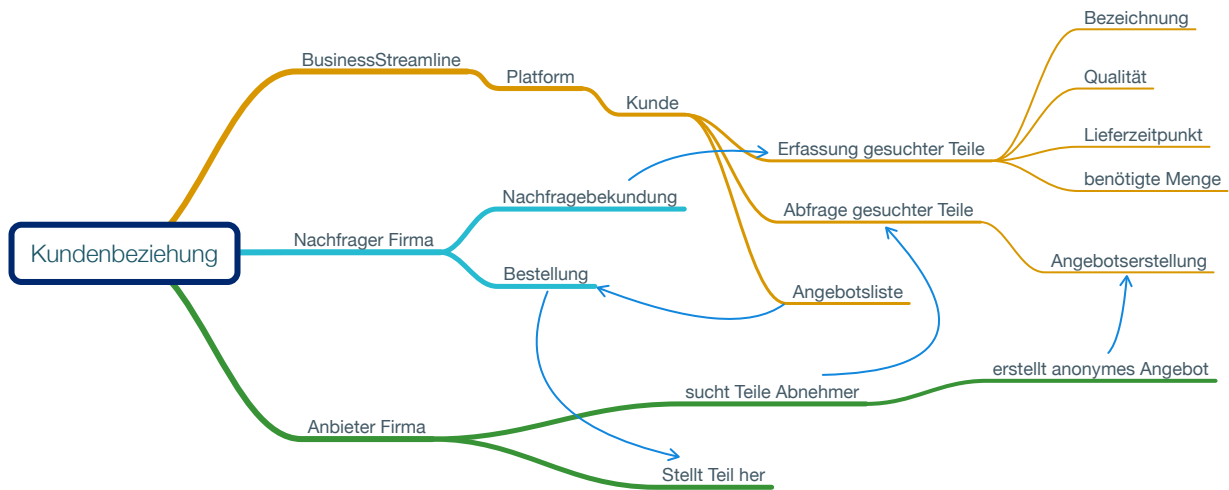 Kundenbeziehung
BusinessStreamline
Platform
Kunde
Erfassung gesuchter Teile
Bezeichnung
Qualität
Lieferzeitpunkt
benötigte Menge
Abfrage gesuchter Teile
Angebotserstellung
Angebotsliste
Nachfrager Firma
Nachfragebekundung
Bestellung
Anbieter Firma
sucht Teile Abnehmer
erstellt anonymes Angebot
Stellt Teil her